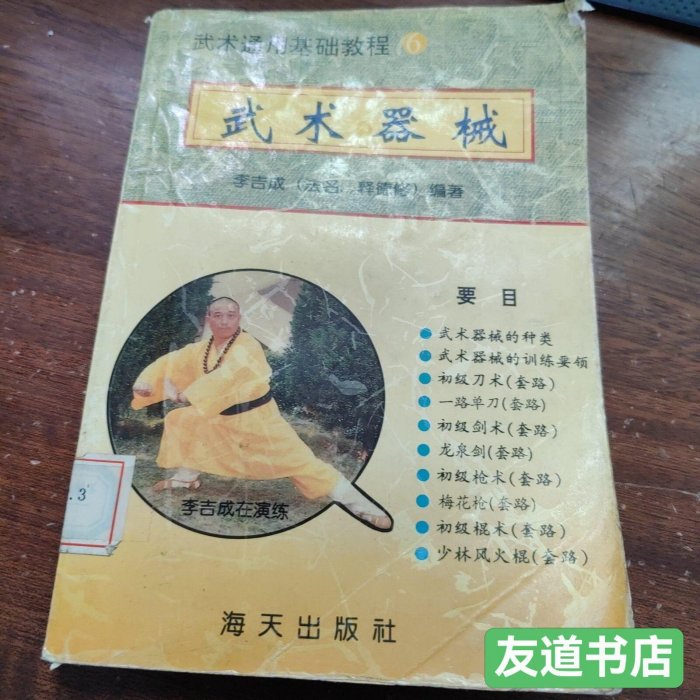 武术通用基础教程 6
武术器械
李吉成（法名：释德彬）编著
要目
武术器械的种类
武术器械的训练要领
初级刀术(套路)
一路单刀(套路)
初级剑术(套路)
龙泉剑(套路)
初级枪术(套路)
梅花枪(套路)
初级棍术(套路)
少林风火棍(套路)
李吉成在演练
.3
海天出版社
友道书店